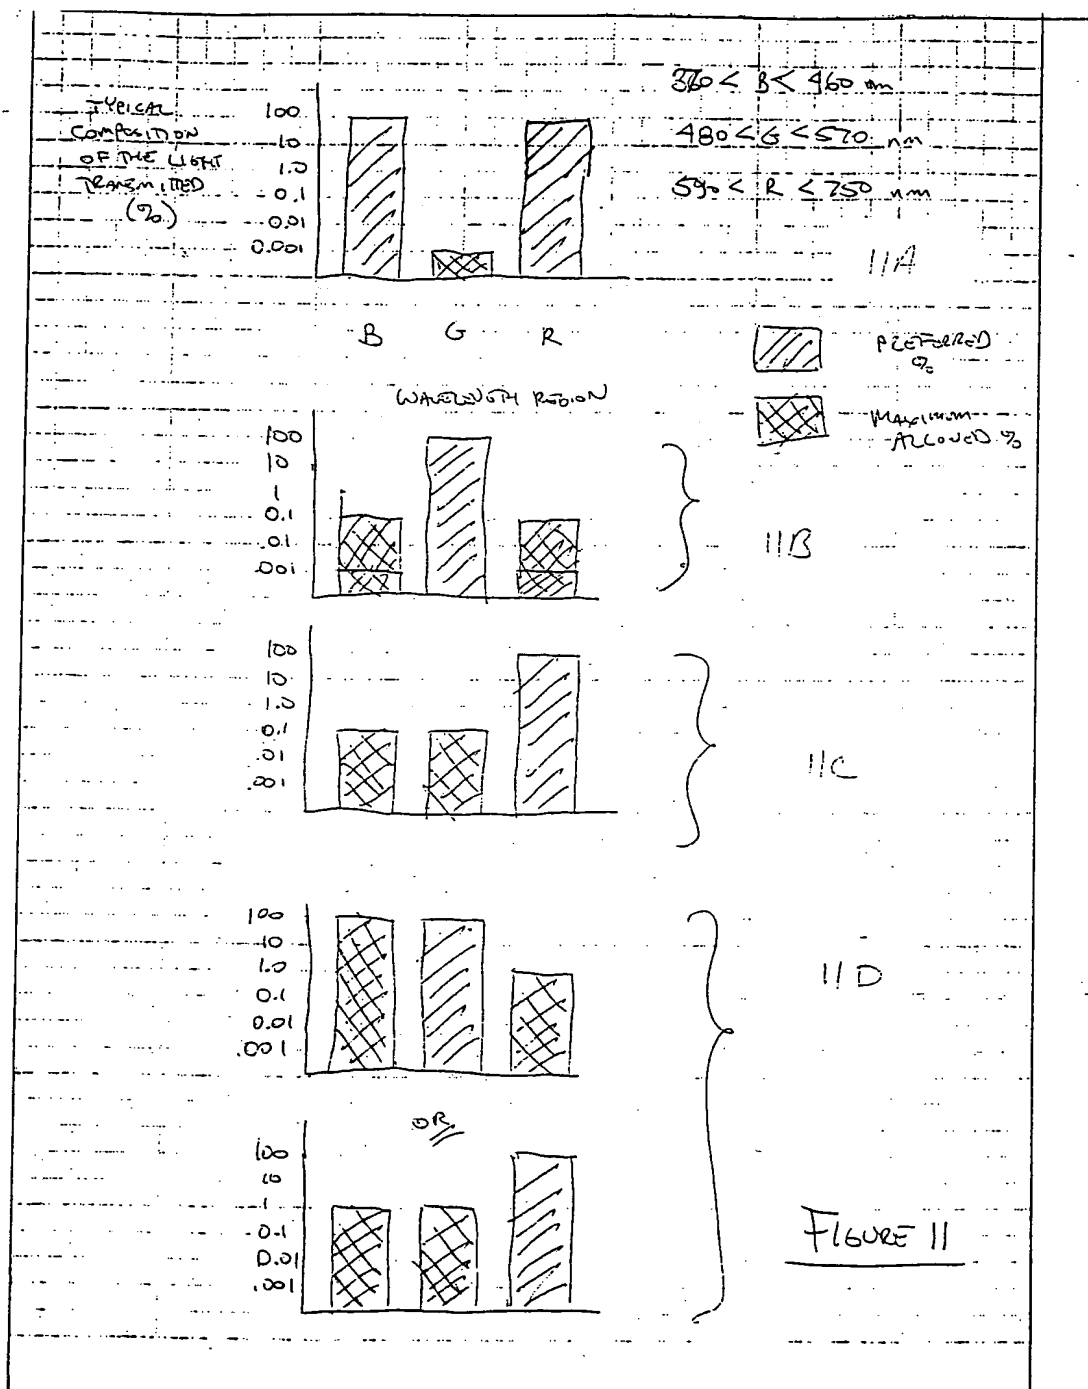 TYPICAL
COMPOSITION
OF THE LIGHT
TRANSMITTED
(%)
100
10
1.0
0.1
0.01
0.001
360 < B < 460 nm
480 < G < 570 nm
590 < R < 750 nm
11A
B G R
WAVELENGTH REGION
PREFERRED
%
MAXIMUM
ALLOWED %
100
10
1
0.1
.01
.001
11B
100
10
1.0
0.1
.01
.001
11C
100
10
1.0
0.1
0.01
.001
11D
OR
100
10
1
0.1
0.01
.001
FIGURE 11